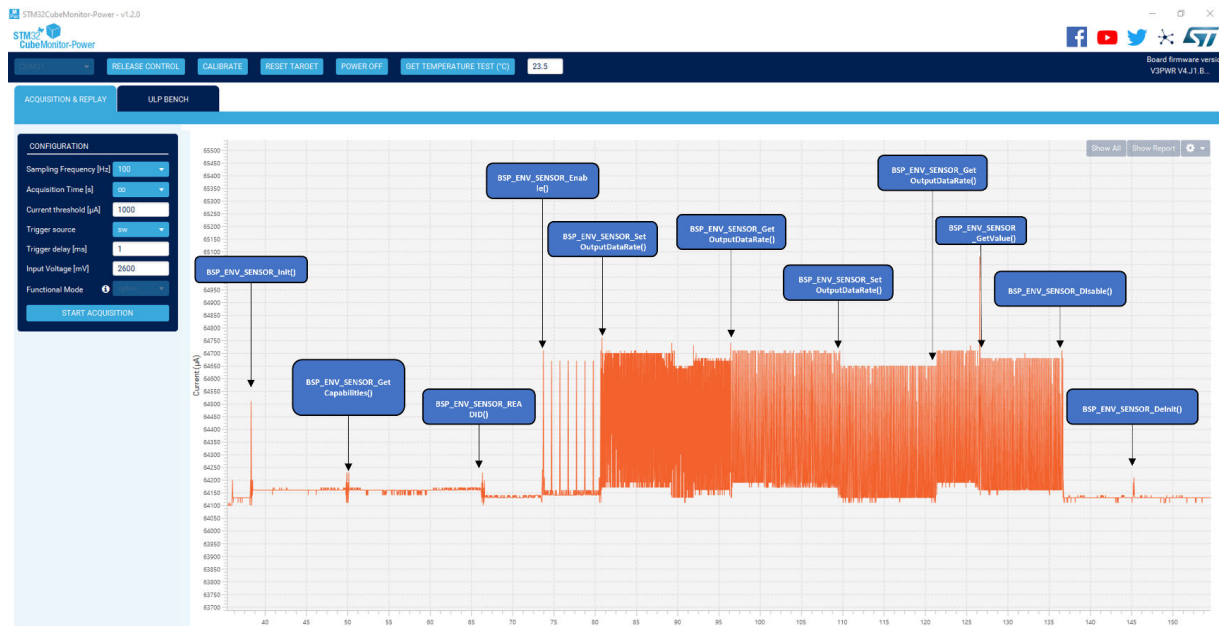 STM32CubeMonitor-Power - v1.2.0
STM32
CubeMonitor-Power
RELEASE CONTROL
CALIBRATE
RESET TARGET
POWER OFF
GET TEMPERATURE TEST (°C)
23.5
Board firmware versio
V3PWR V4.J1.B...
ACQUISITION & REPLAY
ULP BENCH
CONFIGURATION
Sampling Frequency [Hz]
100
Acquisition Time [s]
∞
Current threshold [µA]
1000
Trigger source
sw
Trigger delay [ms]
1
Input Voltage [mV]
2600
Functional Mode
START ACQUISITION
Show All
Show Report
Current (µA)
65500
65450
65400
65350
65300
65250
65200
65150
65100
64950
64900
64850
64800
64750
64700
64650
64600
64550
64500
64450
64400
64350
64300
64250
64200
64150
64100
64050
64000
63950
63900
63850
63800
63750
63700
BSP_ENV_SENSOR_Init()
BSP_ENV_SENSOR_Get
Capabilities()
BSP_ENV_SENSOR_REA
DID()
BSP_ENV_SENSOR_Enab
le()
BSP_ENV_SENSOR_Set
OutputDataRate()
BSP_ENV_SENSOR_Get
OutputDataRate()
BSP_ENV_SENSOR_Set
OutputDataRate()
BSP_ENV_SENSOR_Get
OutputDataRate()
BSP_ENV_SENSOR
_GetValue()
BSP_ENV_SENSOR_DIsable()
BSP_ENV_SENSOR_DeInit()
40 45 50 55 60 65 70 75 80 85 90 95 100 105 110 115 120 125 130 135 140 145 150